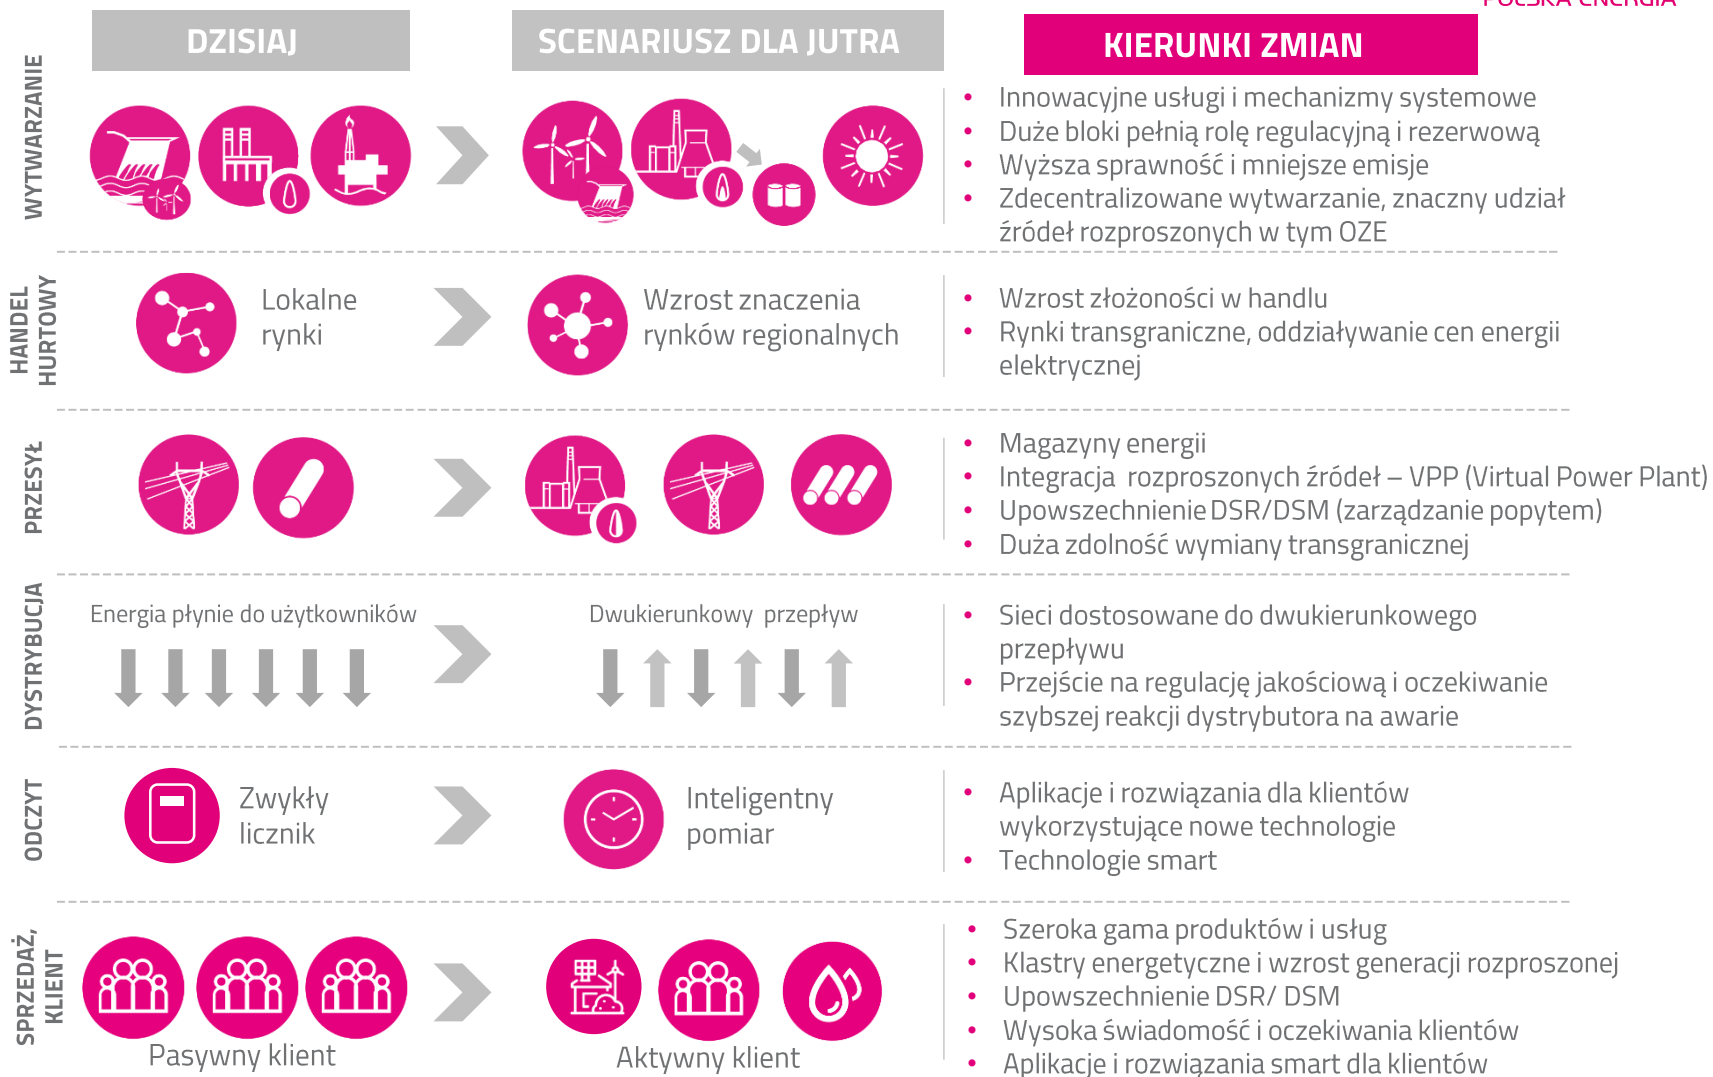 POLSKA ENERGIA
DZISIAJ
SCENARIUSZ DLA JUTRA
KIERUNKI ZMIAN
WYTWARZANIE
• Innowacyjne usługi i mechanizmy systemowe
• Duże bloki pełnią rolę regulacyjną i rezerwową
• Wyższa sprawność i mniejsze emisje
• Zdecentralizowane wytwarzanie, znaczny udział
źródeł rozproszonych w tym OZE
HANDEL
HURTOWY
Lokalne
rynki
Wzrost znaczenia
rynków regionalnych
• Wzrost złożoności w handlu
• Rynki transgraniczne, oddziaływanie cen energii
elektrycznej
PRZESYŁ
• Magazyny energii
• Integracja rozproszonych źródeł – VPP (Virtual Power Plant)
• Upowszechnienie DSR/DSM (zarządzanie popytem)
• Duża zdolność wymiany transgranicznej
DYSTRYBUCJA
Energia płynie do użytkowników
Dwukierunkowy przepływ
• Sieci dostosowane do dwukierunkowego
przepływu
• Przejście na regulację jakościową i oczekiwanie
szybszej reakcji dystrybutora na awarie
ODCZYT
Zwykły
licznik
Inteligentny
pomiar
• Aplikacje i rozwiązania dla klientów
wykorzystujące nowe technologie
• Technologie smart
SPRZEDAŻ,
KLIENT
Pasywny klient
Aktywny klient
• Szeroka gama produktów i usług
• Klastry energetyczne i wzrost generacji rozproszonej
• Upowszechnienie DSR/ DSM
• Wysoka świadomość i oczekiwania klientów
• Aplikacje i rozwiązania smart dla klientów